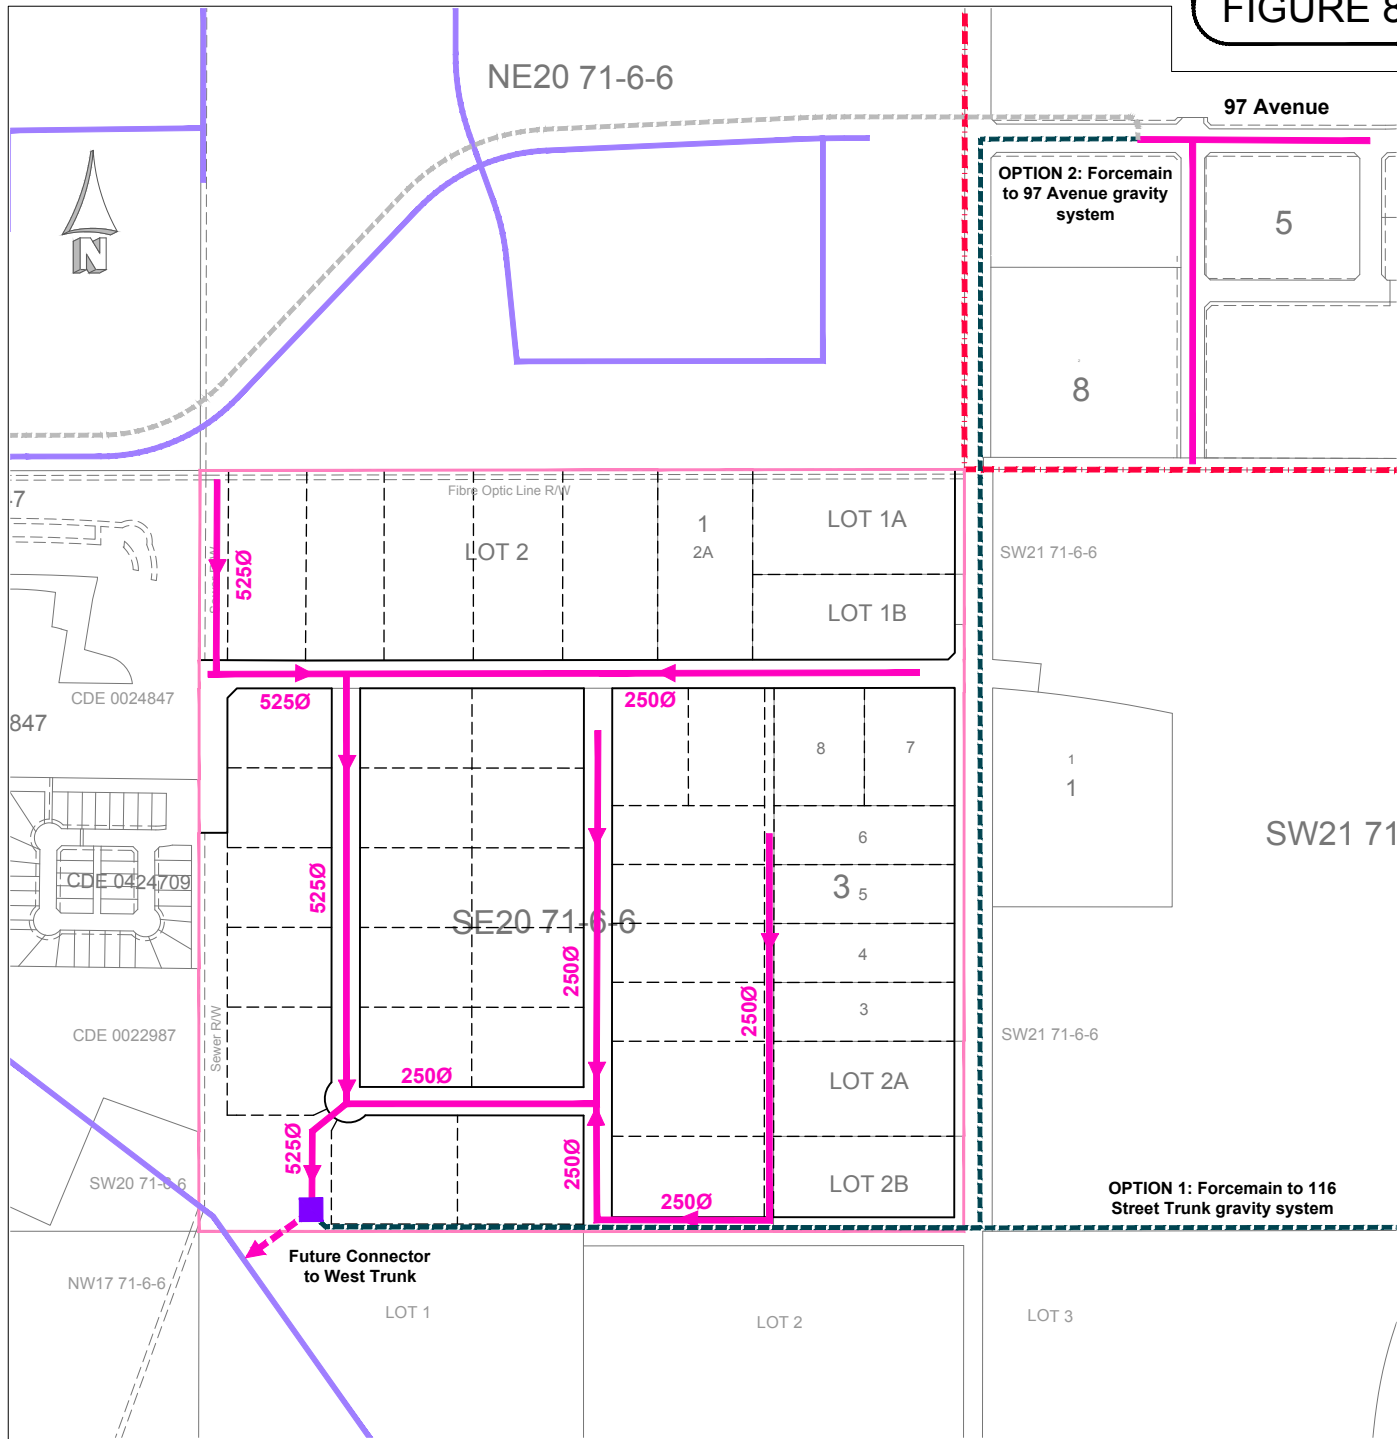 FIGURE 8
NE20 71-6-6
97 Avenue
OPTION 2: Forcemain
to 97 Avenue gravity
system
5
N
8
Fibre Optic Line R/W
-7
1
2A
LOT 2
LOT 1A
LOT 1B
SW21 71-6-6
525Ø
CDE 0024847
847
525Ø
250Ø
8
7
1
1
SW21 71
6
525Ø
CDE 0424709
3
5
SE20 71-6-6
4
250Ø
250Ø
3
Sewer R/W
CDE 0022987
SW21 71-6-6
250Ø
LOT 2A
525Ø
250Ø
SW20 71-6-6
LOT 2B
250Ø
OPTION 1: Forcemain to 116
Street Trunk gravity system
Future Connector
to West Trunk
NW17 71-6-6
LOT 1
LOT 2
LOT 3